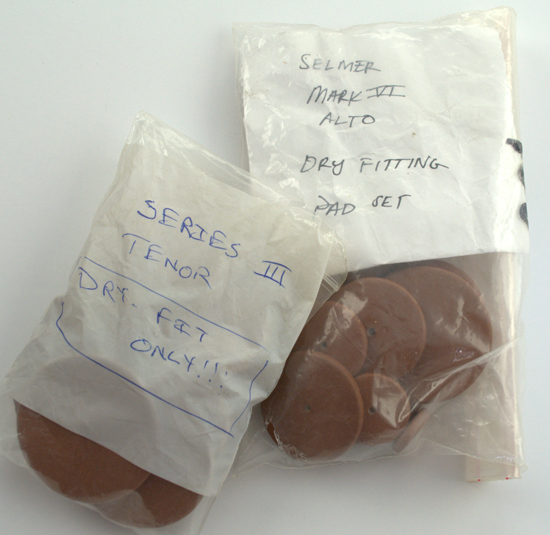 SELMER
MARK VI
ALTO
DRY FITTING
PAD SET
SERIES III
TENOR
DRY-FIT
ONLY!!!